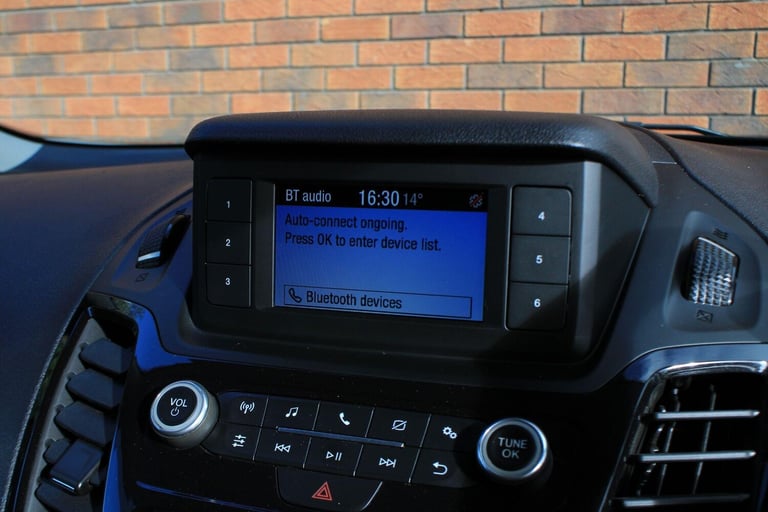 BT audio 16:30 14°
Auto-connect ongoing.
Press OK to enter device list.
Bluetooth devices
1
2
3
4
5
6
VOL
TUNE
OK